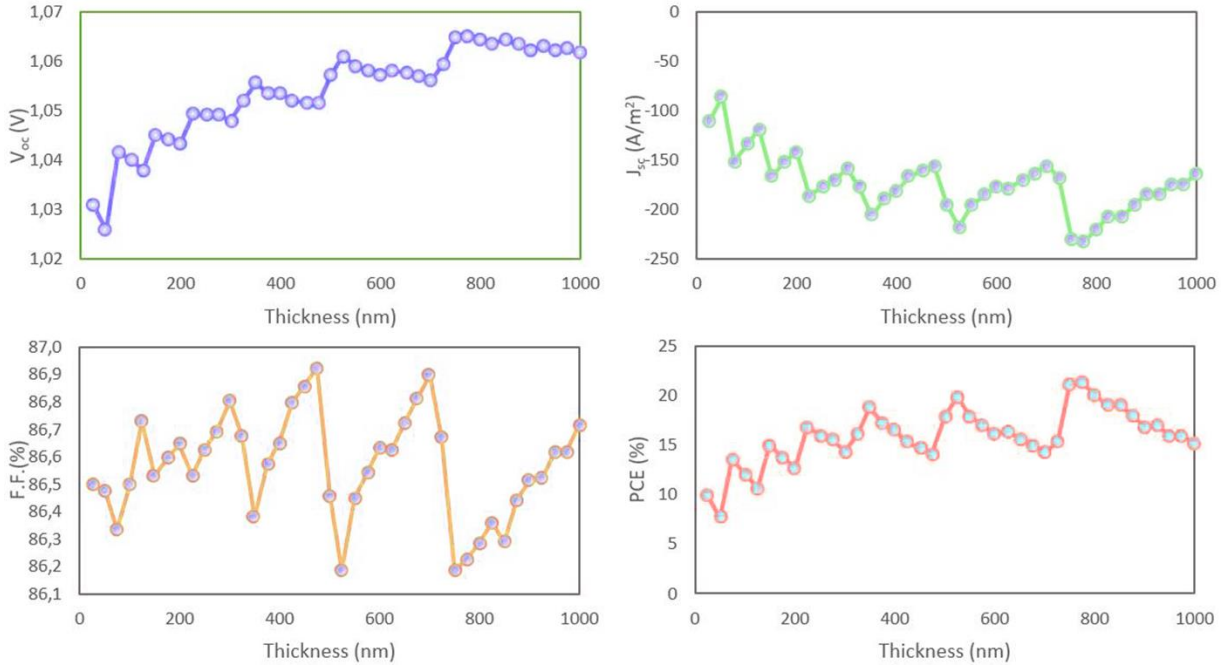 1,07
1,06
1,05
1,04
1,03
1,02
V_oc (V)
0 200 400 600 800 1000
Thickness (nm)
0
-50
-100
-150
-200
-250
J_sç (A/m²)
0 200 400 600 800 1000
Thickness (nm)
87,0
86,9
86,8
86,7
86,6
86,5
86,4
86,3
86,2
86,1
F.F.(%)
0 200 400 600 800 1000
Thickness (nm)
25
20
15
10
5
0
PCE (%)
0 200 400 600 800 1000
Thickness (nm)